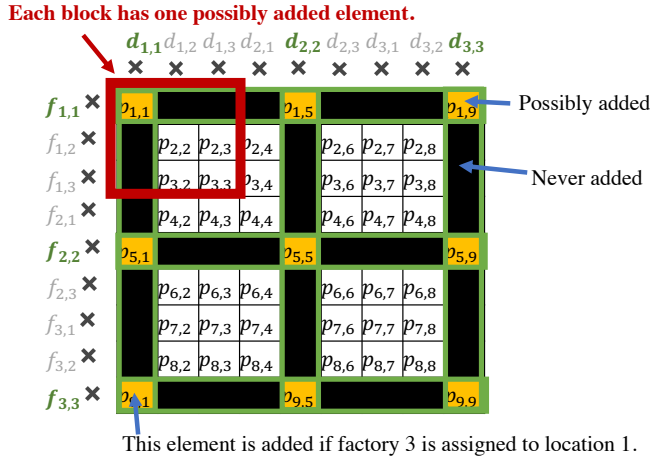 Each block has one possibly added element.
d1,1 d1,2 d1,3 d2,1 d2,2 d2,3 d3,1 d3,2 d3,3
× × × × × × × × ×
f1,1 × p1,1 p1,5 p1,9 Possibly added
f1,2 × p2,2 p2,3 p2,4 p2,6 p2,7 p2,8
f1,3 × p3,2 p3,3 p3,4 p3,6 p3,7 p3,8 Never added
f2,1 × p4,2 p4,3 p4,4 p4,6 p4,7 p4,8
f2,2 × p5,1 p5,5 p5,9
f2,3 × p6,2 p6,3 p6,4 p6,6 p6,7 p6,8
f3,1 × p7,2 p7,3 p7,4 p7,6 p7,7 p7,8
f3,2 × p8,2 p8,3 p8,4 p8,6 p8,7 p8,8
f3,3 × p9,1 p9,5 p9,9
This element is added if factory 3 is assigned to location 1.